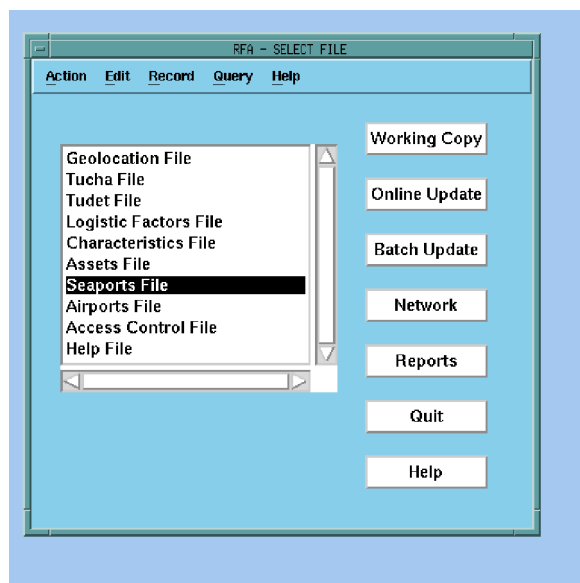 RFA - SELECT FILE
Action Edit Record Query Help
Geolocation File
Tucha File
Tudet File
Logistic Factors File
Characteristics File
Assets File
Seaports File
Airports File
Access Control File
Help File
Working Copy
Online Update
Batch Update
Network
Reports
Quit
Help